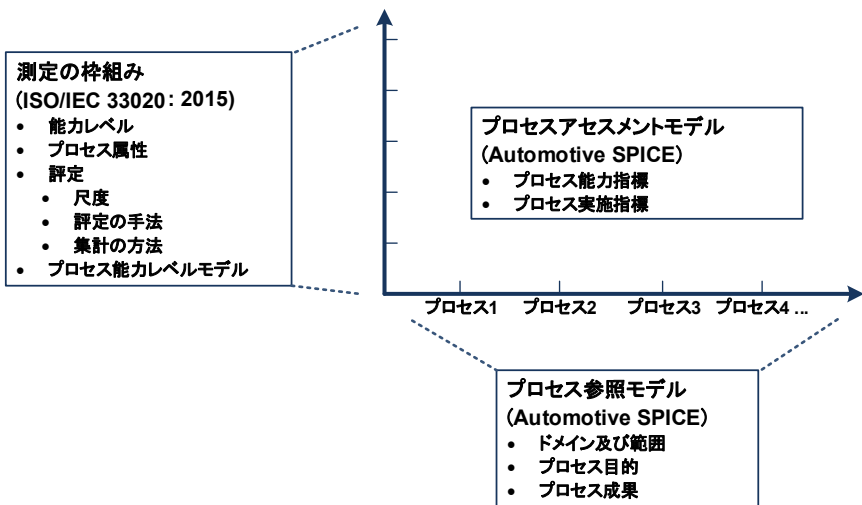 測定の枠組み
(ISO/IEC 33020: 2015)
• 能力レベル
• プロセス属性
• 評定
• 尺度
• 評定の手法
• 集計の方法
• プロセス能力レベルモデル
プロセスアセスメントモデル
(Automotive SPICE)
• プロセス能力指標
• プロセス実施指標
プロセス1 プロセス2 プロセス3 プロセス4 ...
プロセス参照モデル
(Automotive SPICE)
• ドメイン及び範囲
• プロセス目的
• プロセス成果